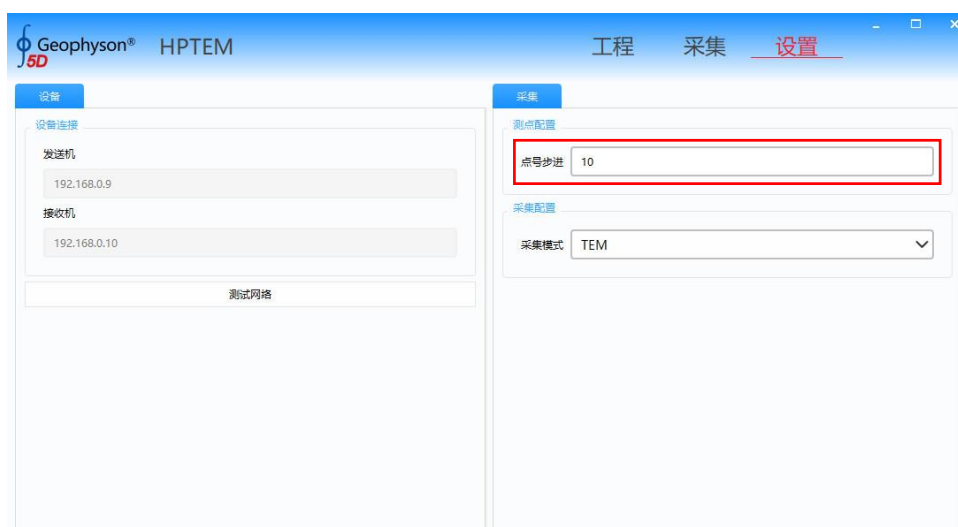 Geophyson® HPTEM 工程 采集 设置
5D
设备
设备连接
发送机
192.168.0.9
接收机
192.168.0.10
测试网络
采集
测点配置
点号步进 10
采集配置
采集模式 TEM